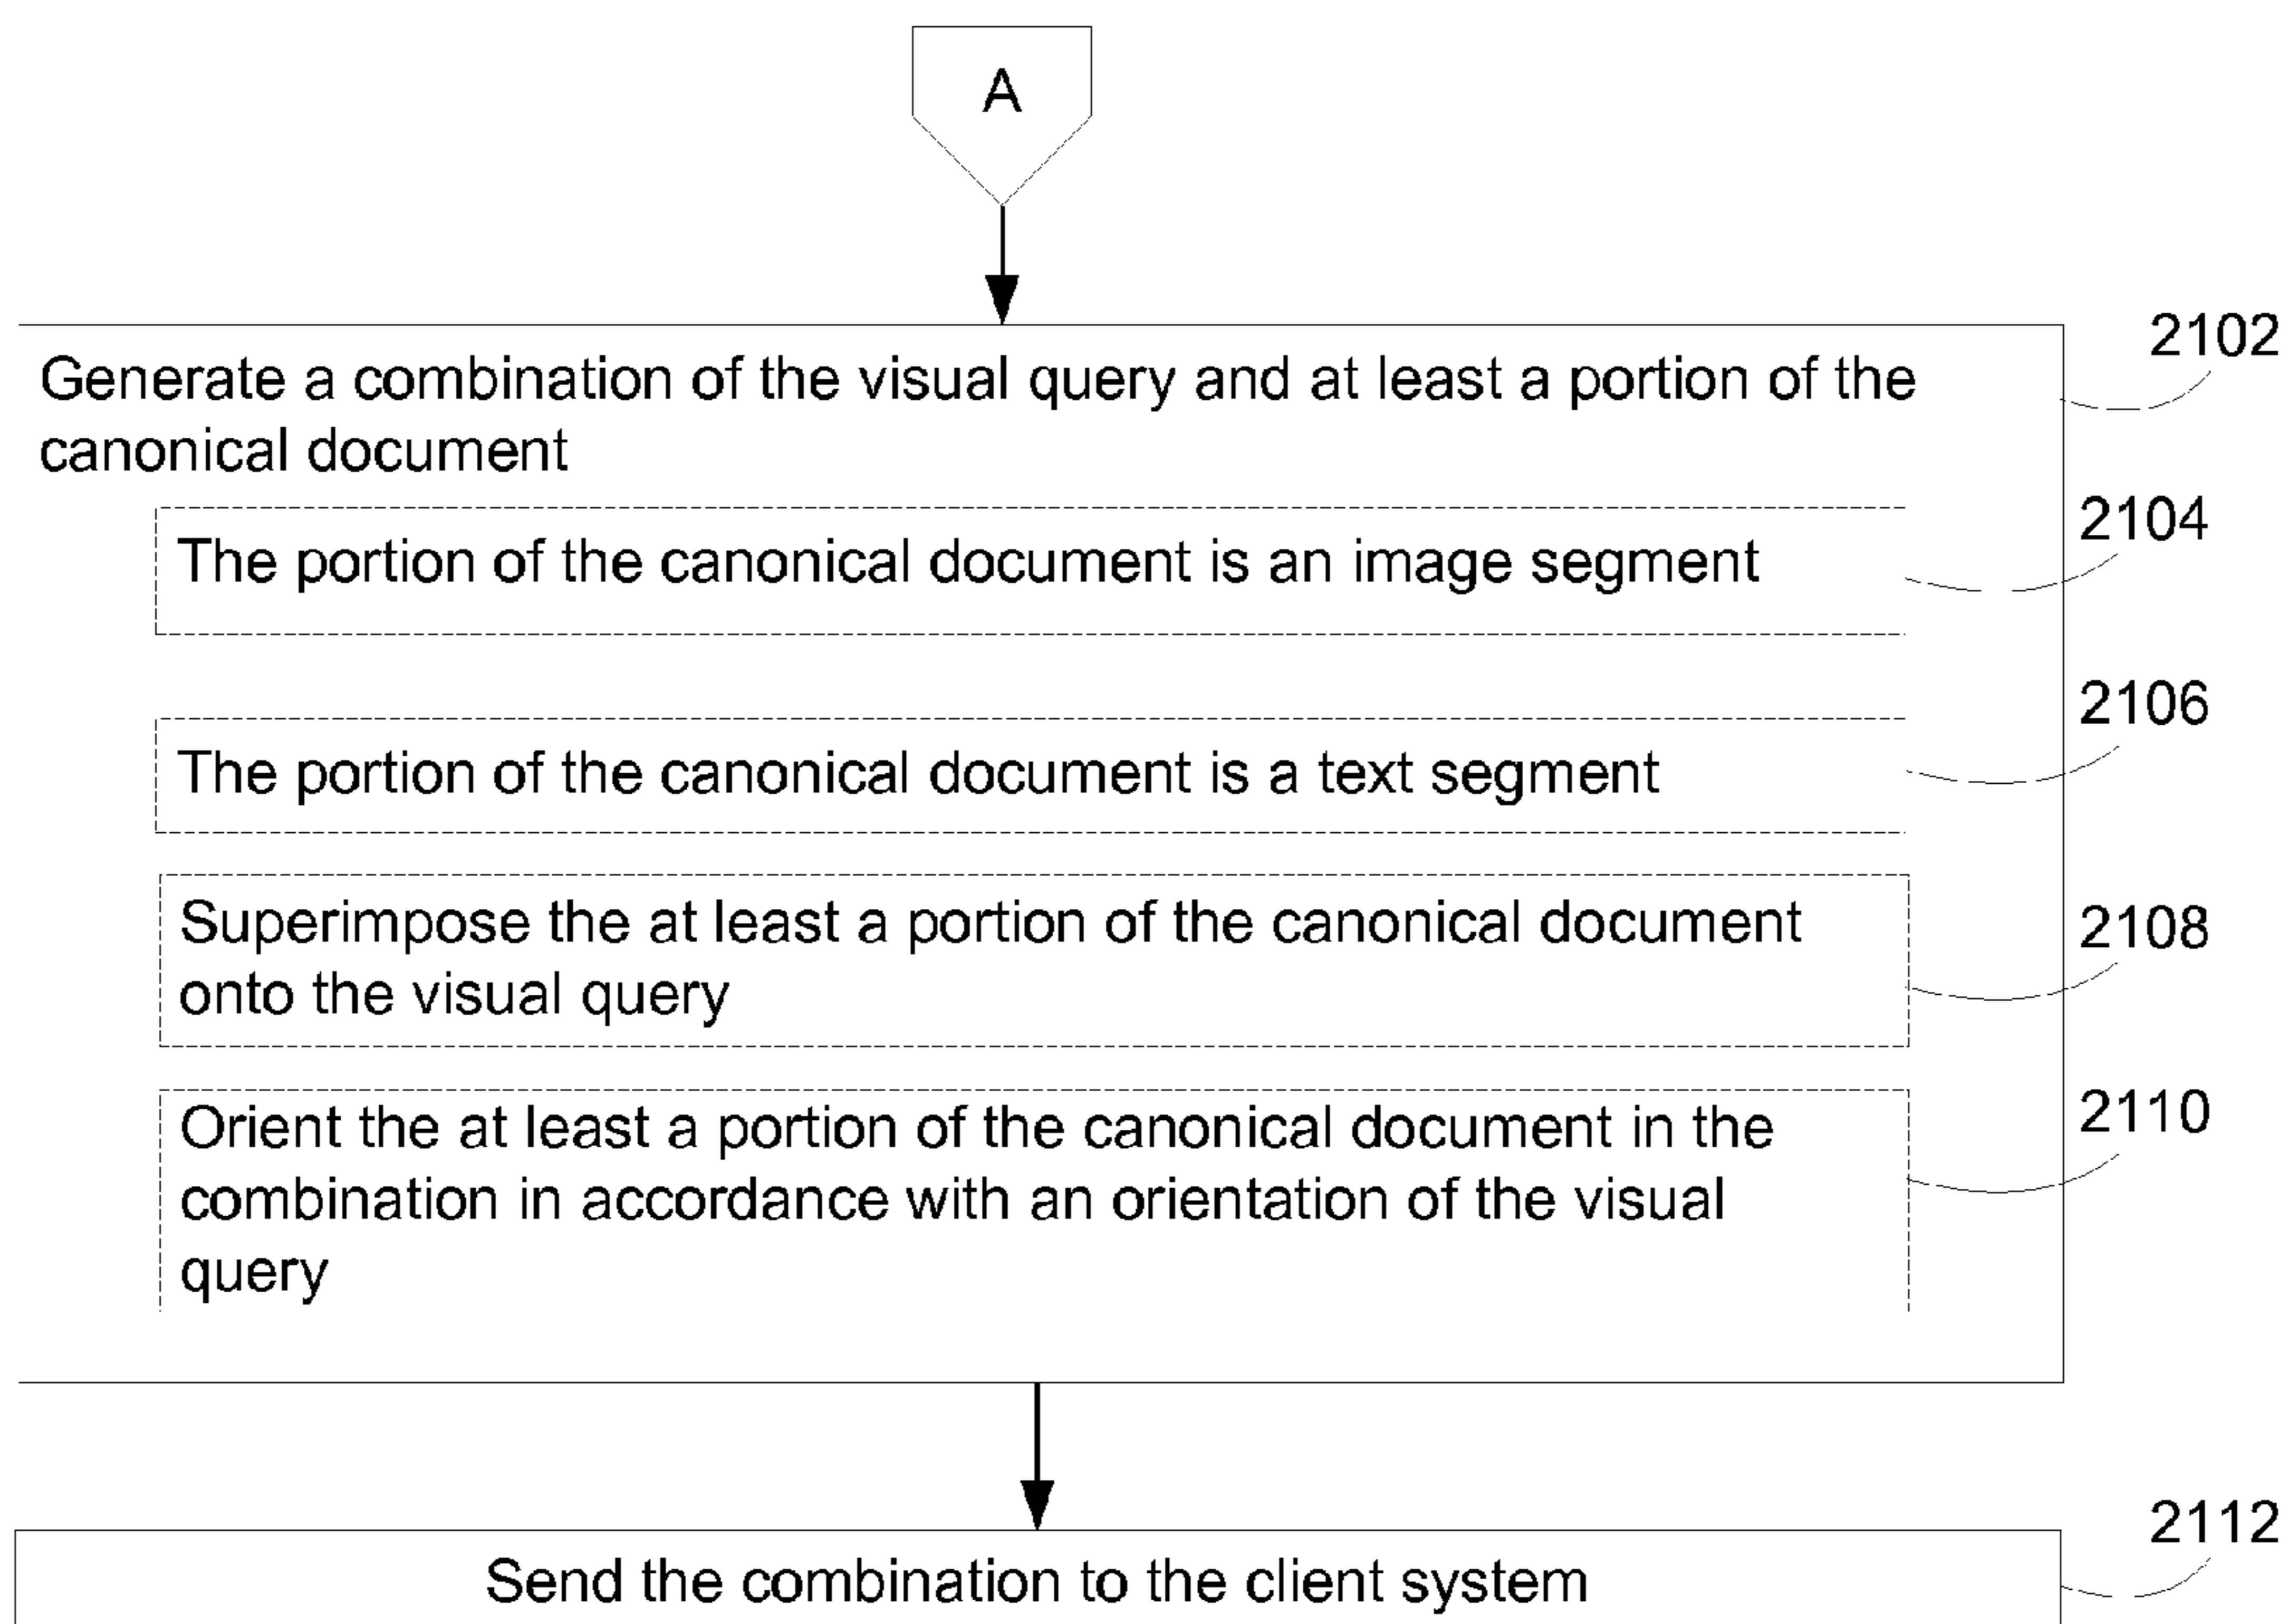 A
2102
Generate a combination of the visual query and at least a portion of the
canonical document
2104
The portion of the canonical document is an image segment
2106
The portion of the canonical document is a text segment
2108
Superimpose the at least a portion of the canonical document
onto the visual query
2110
Orient the at least a portion of the canonical document in the
combination in accordance with an orientation of the visual
query
2112
Send the combination to the client system